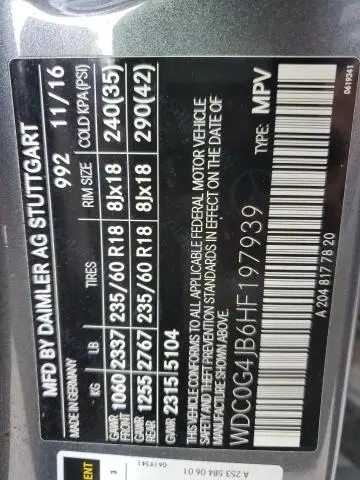 MFD BY DAIMLER AG STUTTGART
992 11/16
KG LB TIRES RIM SIZE COLD KPA(PSI)
GAWR FRONT 1060 2337 235/60 R18 8Jx18 240(35)
GAWR REAR 1255 2767 235/60 R18 8Jx18 290(42)
GVWR 2315 5104
THIS VEHICLE CONFORMS TO ALL APPLICABLE FEDERAL MOTOR VEHICLE
SAFETY, BUMPER, AND THEFT PREVENTION STANDARDS IN EFFECT ON THE DATE OF
MANUFACTURE SHOWN ABOVE.
WDC0G4JB6HF197939 TYPE: MPV
A 204 817 78 20
0619341
3
0619341
A 253 584 06 01